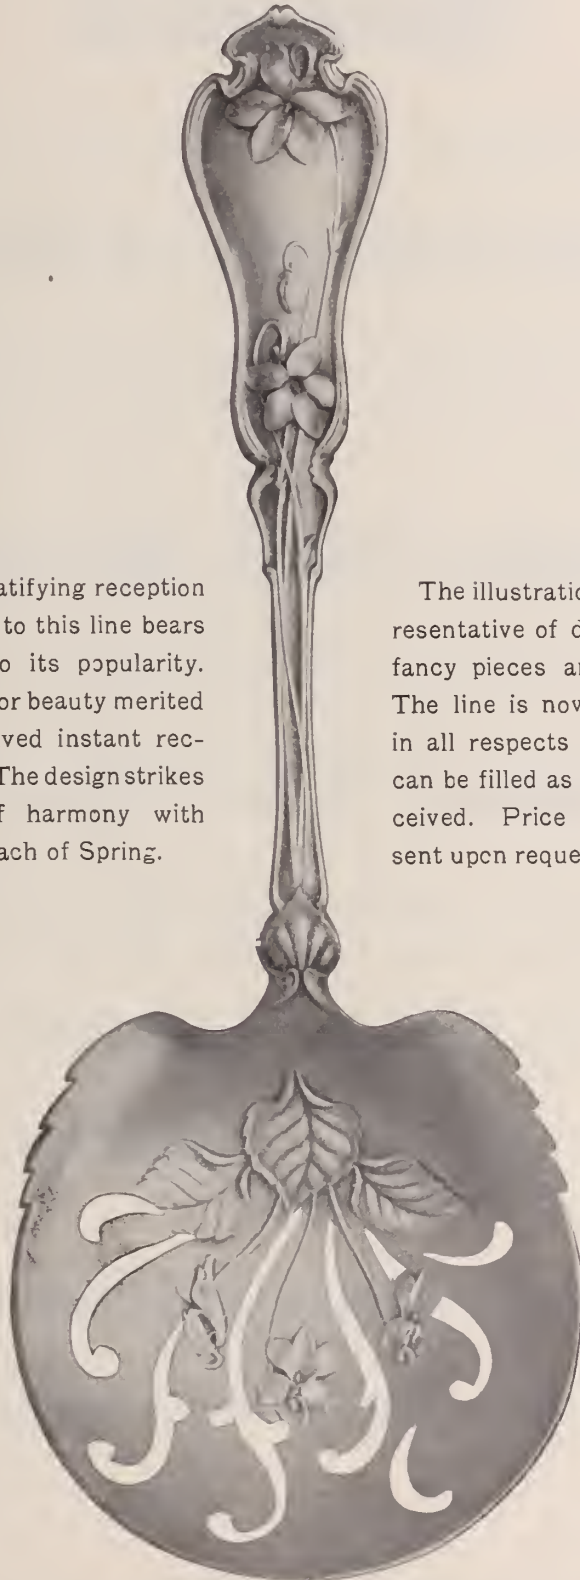 atifying reception
to this line bears
o its popularity.
or beauty merited
ved instant rec-
The design strikes
f harmony with
ach of Spring.
The illustratio
resentative of d
fancy pieces ar
The line is nov
in all respects
can be filled as
ceived. Price
sent upcn reque